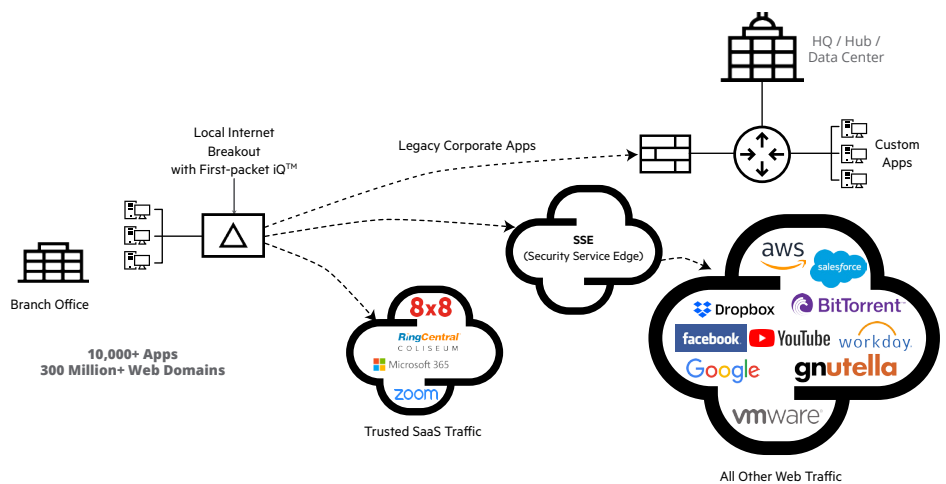 HQ / Hub /
Data Center
Local Internet
Breakout
with First-packet iQ™
Legacy Corporate Apps
Custom
Apps
SSE
(Security Service Edge)
Branch Office
10,000+ Apps
300 Million+ Web Domains
8x8
RingCentral®
COLISEUM
Microsoft 365
zoom
Trusted SaaS Traffic
aws
salesforce
Dropbox
BitTorrent™
facebook
YouTube
workday.
Google
gnutella
vmware®
All Other Web Traffic